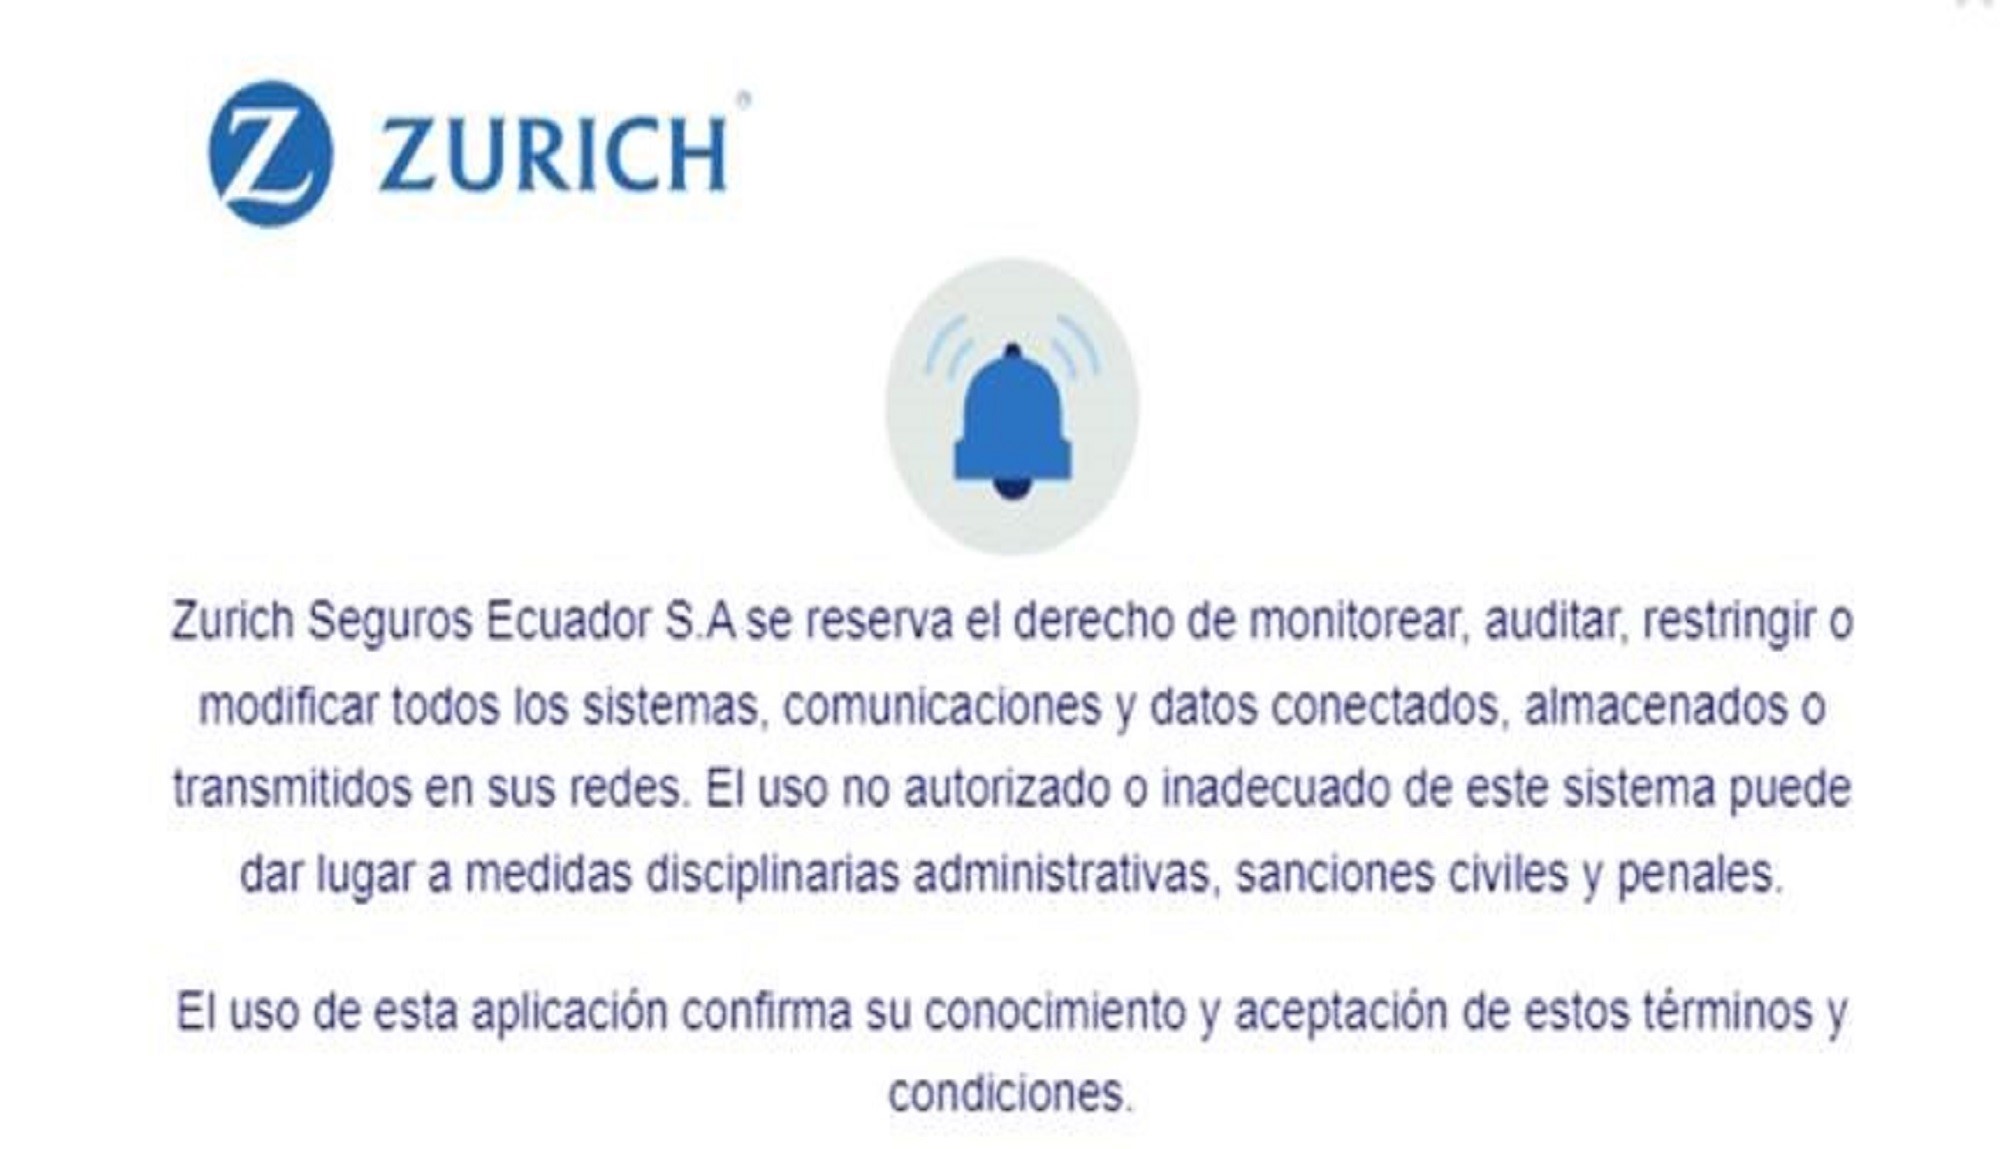 Z ZURICH®
Zurich Seguros Ecuador S.A se reserva el derecho de monitorear, auditar, restringir o
modificar todos los sistemas, comunicaciones y datos conectados, almacenados o
transmitidos en sus redes. El uso no autorizado o inadecuado de este sistema puede
dar lugar a medidas disciplinarias administrativas, sanciones civiles y penales.
El uso de esta aplicación confirma su conocimiento y aceptación de estos términos y
condiciones.